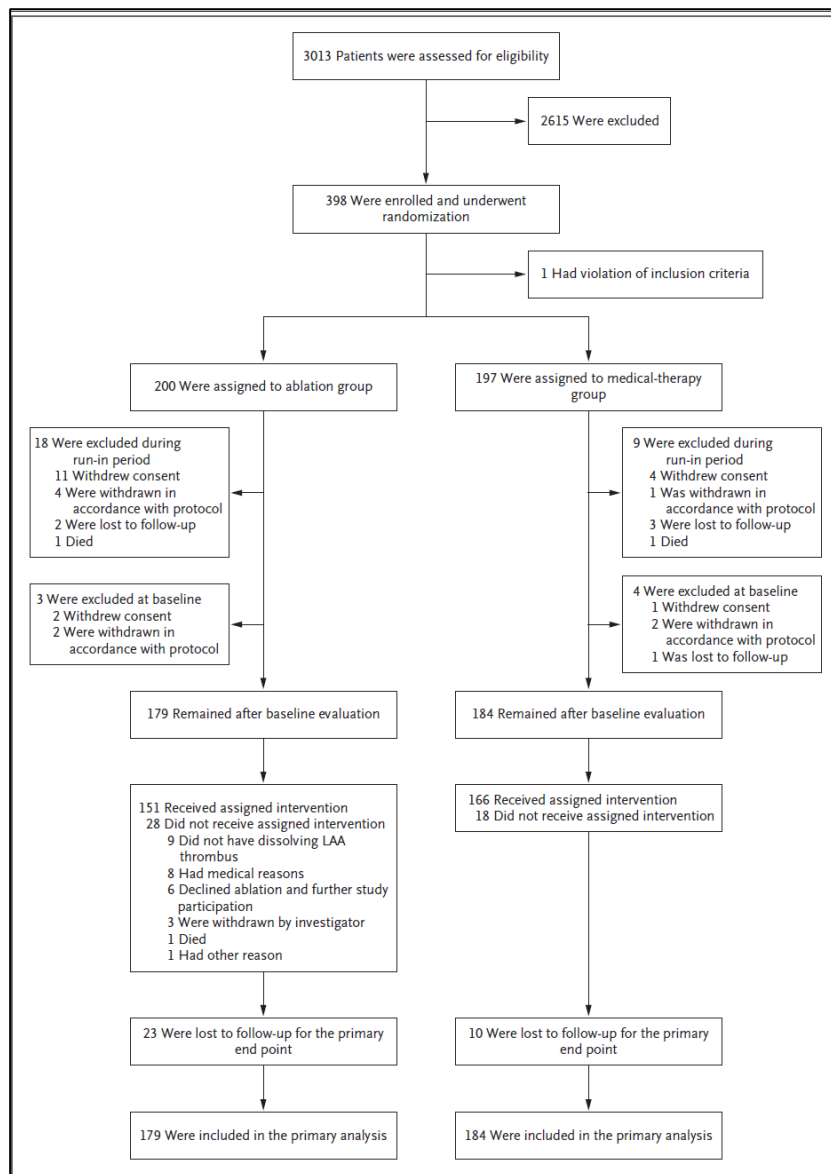 3013 Patients were assessed for eligibility
2615 Were excluded
398 Were enrolled and underwent
randomization
1 Had violation of inclusion criteria
200 Were assigned to ablation group
197 Were assigned to medical-therapy
group
18 Were excluded during
run-in period
11 Withdrew consent
4 Were withdrawn in
accordance with protocol
2 Were lost to follow-up
1 Died
9 Were excluded during
run-in period
4 Withdrew consent
1 Was withdrawn in
accordance with protocol
3 Were lost to follow-up
1 Died
3 Were excluded at baseline
2 Withdrew consent
2 Were withdrawn in
accordance with protocol
4 Were excluded at baseline
1 Withdrew consent
2 Were withdrawn in
accordance with protocol
1 Was lost to follow-up
179 Remained after baseline evaluation
184 Remained after baseline evaluation
151 Received assigned intervention
28 Did not receive assigned intervention
9 Did not have dissolving LAA
thrombus
8 Had medical reasons
6 Declined ablation and further study
participation
3 Were withdrawn by investigator
1 Died
1 Had other reason
166 Received assigned intervention
18 Did not receive assigned intervention
23 Were lost to follow-up for the primary
end point
10 Were lost to follow-up for the primary
end point
179 Were included in the primary analysis
184 Were included in the primary analysis